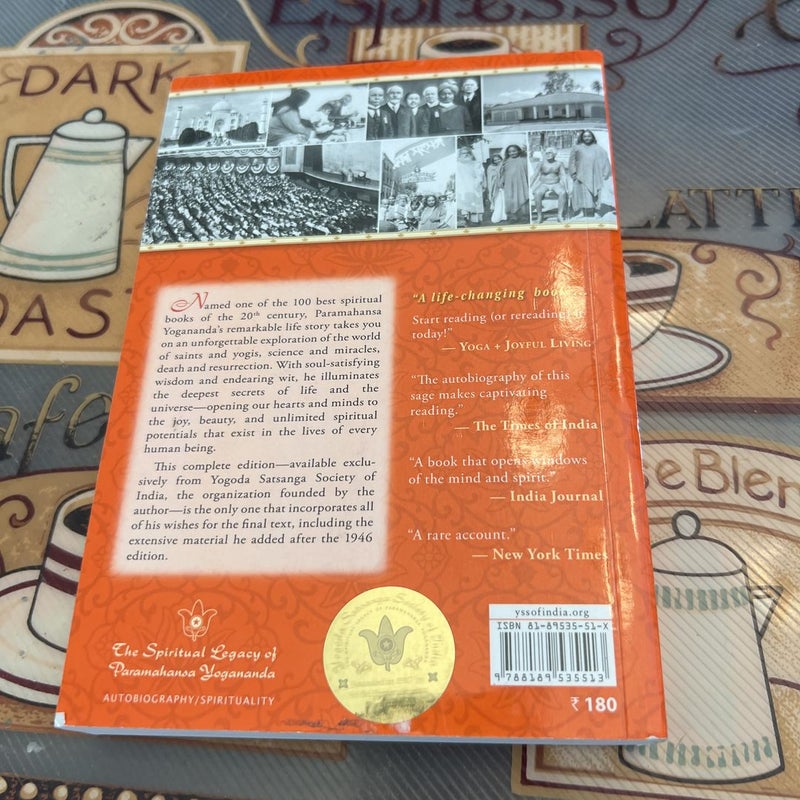 Espresso
DARK
LATTE
Named one of the 100 best spiritual
books of the 20th century, Paramahansa
Yogananda's remarkable life story takes you
on an unforgettable exploration of the world
of saints and yogis, science and miracles,
death and resurrection. With soul-satisfying
wisdom and endearing wit, he illuminates
the deepest secrets of life and the
universe—opening our hearts and minds to
the joy, beauty, and unlimited spiritual
potentials that exist in the lives of every
human being.
This complete edition—available exclu-
sively from Yogoda Satsanga Society of
India, the organization founded by the
author—is the only one that incorporates all
of his wishes for the final text, including the
extensive material he added after the 1946
edition.
"A life-changing book....
Start reading (or rereading) it
today!"
— YOGA + JOYFUL LIVING
"The autobiography of this
sage makes captivating
reading."
— The Times of India
"A book that opens windows
of the mind and spirit."
— India Journal
"A rare account."
— New York Times
The Spiritual Legacy of
Paramahansa Yogananda
AUTOBIOGRAPHY/SPIRITUALITY
Yogoda Satsanga Society of India
yssofindia.org
ISBN 81-89535-51-X
9 788189 535513
₹ 180
se Blen